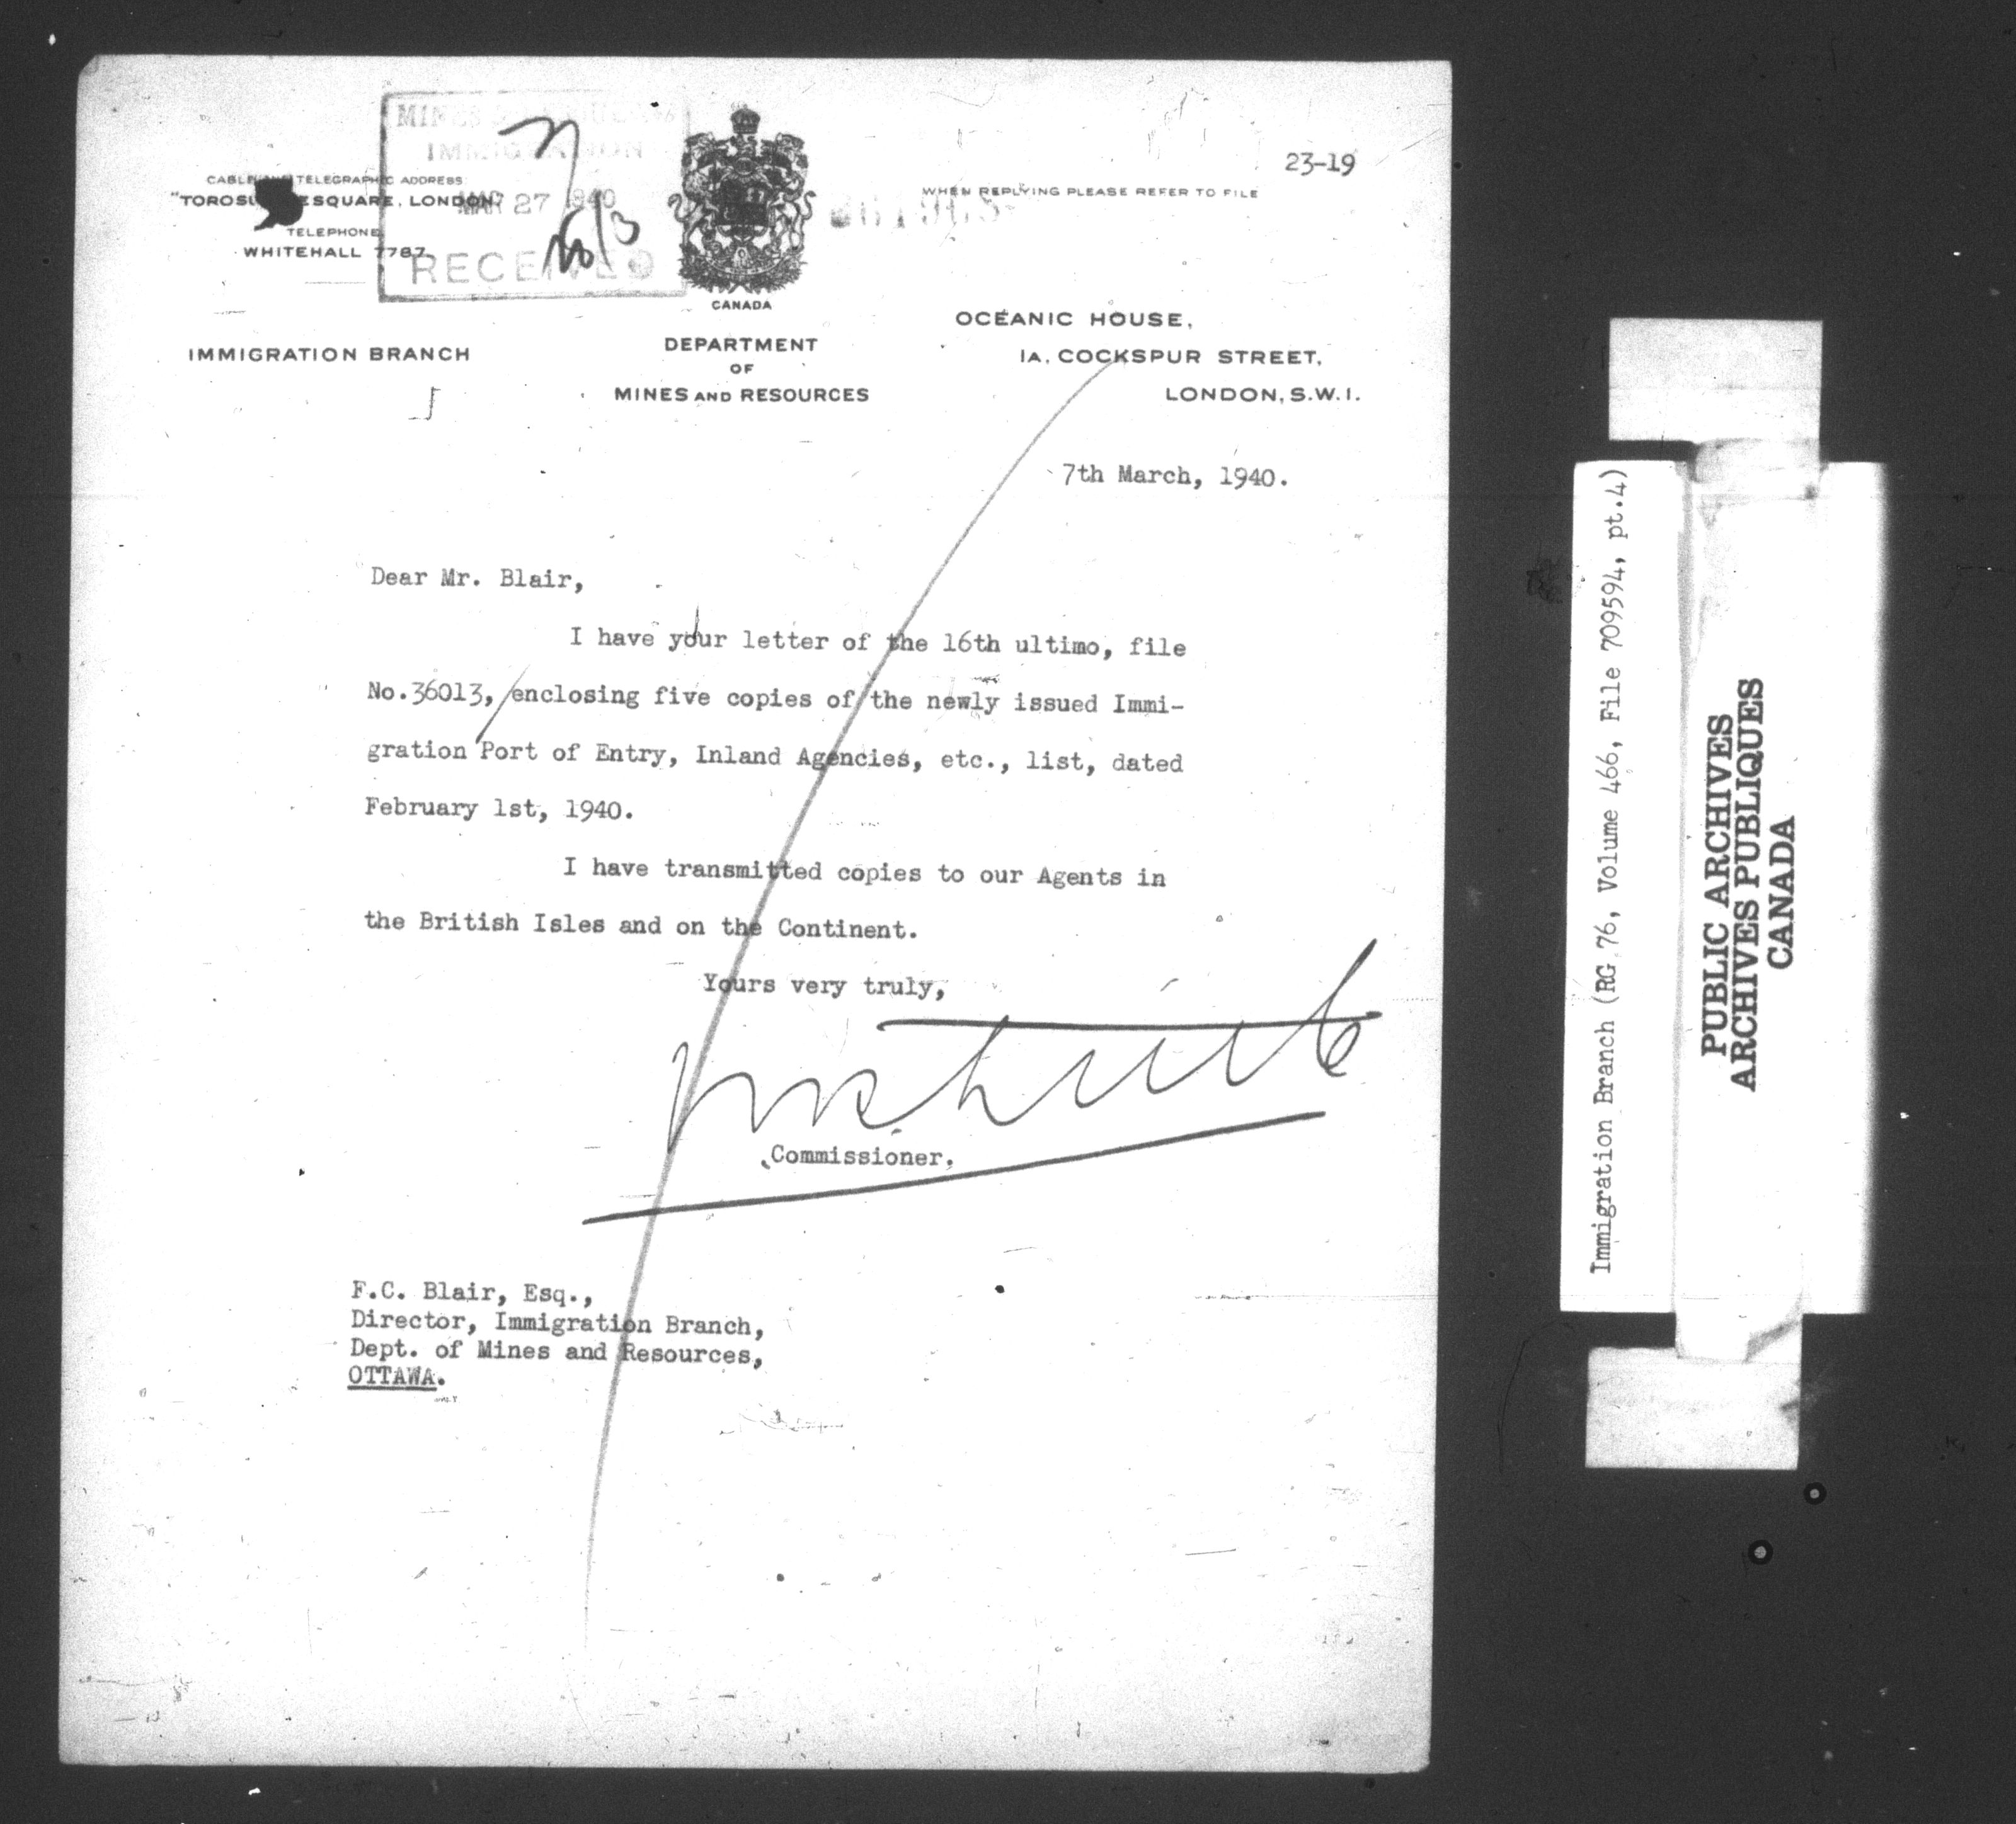 MINES
IMMIGRATION
MAR 27 1940
RECEIVED
CABLE TELEGRAPHIC ADDRESS:
ESQUARE, LONDON"
TELEPHONE
WHITEHALL 7787.
CANADA
23-19
WHEN REPLYING PLEASE REFER TO FILE
IMMIGRATION BRANCH
DEPARTMENT
OF
MINES AND RESOURCES
OCEANIC HOUSE,
1A, COCKSPUR STREET,
LONDON, S.W.1.
7th March, 1940.
Dear Mr. Blair,
I have your letter of the 16th ultimo, file
No.36013, enclosing five copies of the newly issued Immi-
gration Port of Entry, Inland Agencies, etc., list, dated
February 1st, 1940.
I have transmitted copies to our Agents in
the British Isles and on the Continent.
Yours very truly,
Commissioner.
F.C. Blair, Esq.,
Director, Immigration Branch,
Dept. of Mines and Resources,
OTTAWA.
Immigration Branch (RG 76, Volume 466, File 709594, pt.4)
PUBLIC ARCHIVES
ARCHIVES PUBLIQUES
CANADA